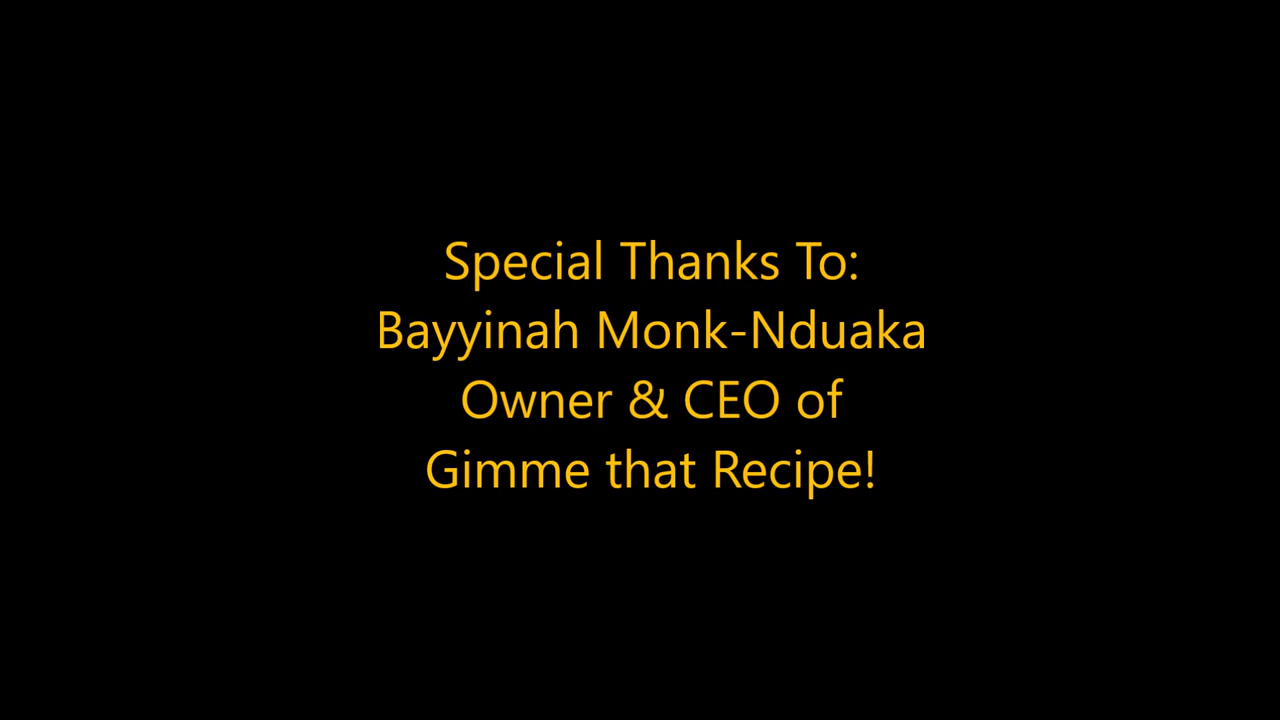 Special Thanks To:
Bayyinah Monk-Nduaka
Owner & CEO of
Gimme that Recipe!